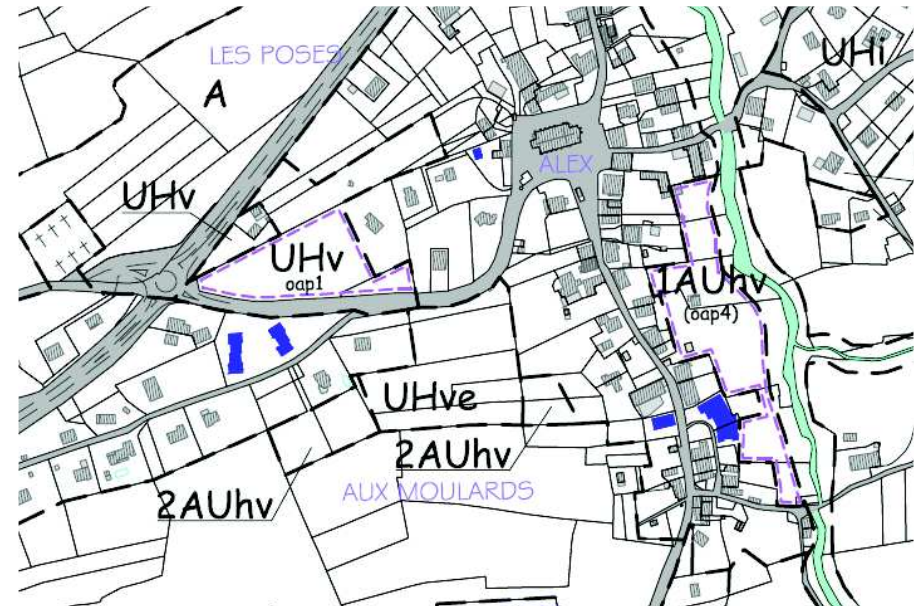 LES POSES
UHi
A
ALEX
UHv
UHv
oap1
1AUhv
(oap4)
UHve
2AUhv
2AUhv
AUX MOULARDS